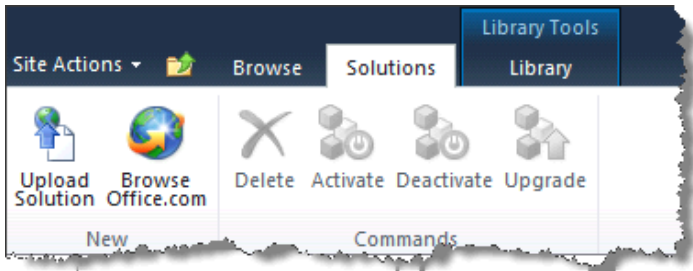 Library Tools
Site Actions Browse Solutions Library
Upload Solution Browse Office.com Delete Activate Deactivate Upgrade
New Commands